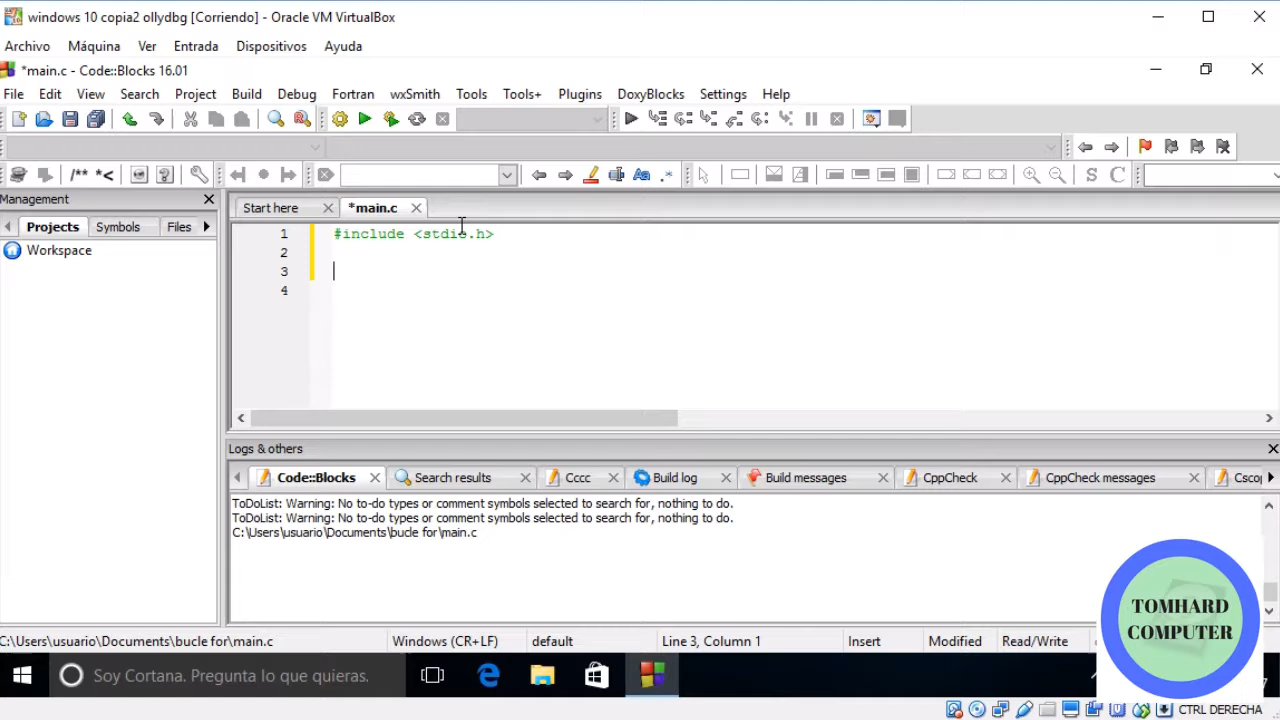 windows 10 copia2 ollydbg [Corriendo] - Oracle VM VirtualBox
Archivo Máquina Ver Entrada Dispositivos Ayuda
*main.c - Code::Blocks 16.01
File Edit View Search Project Build Debug Fortran wxSmith Tools Tools+ Plugins DoxyBlocks Settings Help
/** *< Aa .* S C
Management
Start here *main.c
Projects Symbols Files
Workspace
1 #include <stdio.h>
2
3
4
Logs & others
Code::Blocks Search results Cccc Build log Build messages CppCheck CppCheck messages Cscop
ToDoList: Warning: No to-do types or comment symbols selected to search for, nothing to do.
ToDoList: Warning: No to-do types or comment symbols selected to search for, nothing to do.
C:\Users\usuario\Documents\bucle for\main.c
TOMHARD
COMPUTER
C:\Users\usuario\Documents\bucle for\main.c Windows (CR+LF) default Line 3, Column 1 Insert Modified Read/Write
Soy Cortana. Pregunta lo que quieras.
CTRL DERECHA